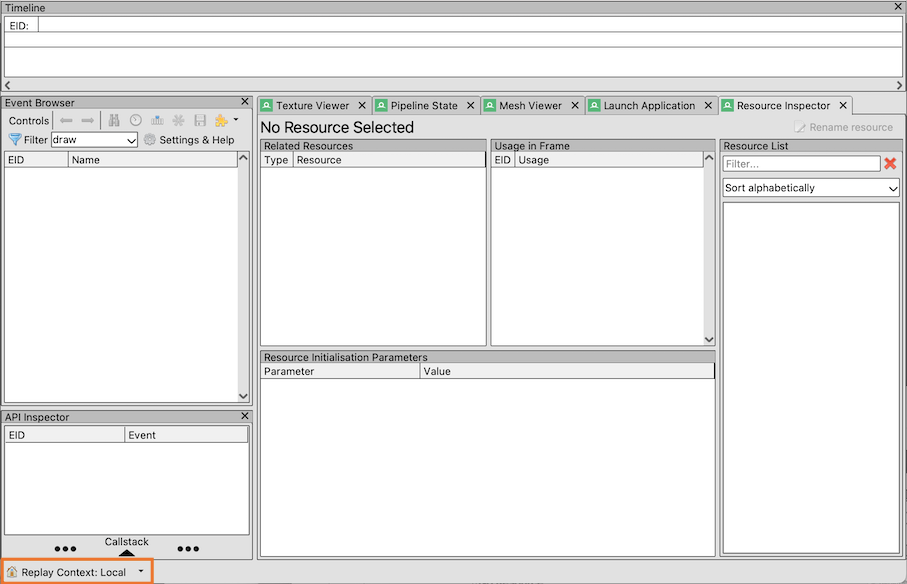 Timeline
EID:
Event Browser
Controls
Filter draw Settings & Help
EID Name
API Inspector
EID Event
Callstack
Replay Context: Local
Texture Viewer Pipeline State Mesh Viewer Launch Application Resource Inspector
No Resource Selected
Rename resource
Related Resources
Type Resource
Usage in Frame
EID Usage
Resource List
Filter...
Sort alphabetically
Resource Initialisation Parameters
Parameter Value